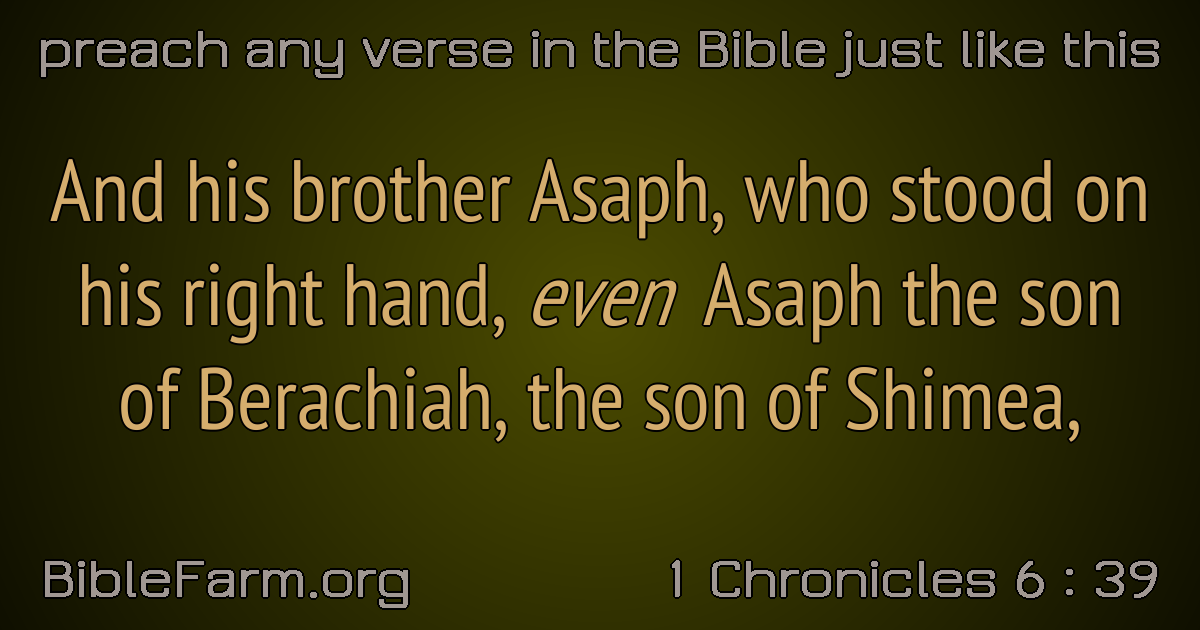 preach any verse in the Bible just like this
And his brother Asaph, who stood on
his right hand, even Asaph the son
of Berachiah, the son of Shimea,
BibleFarm.org
1 Chronicles 6 : 39